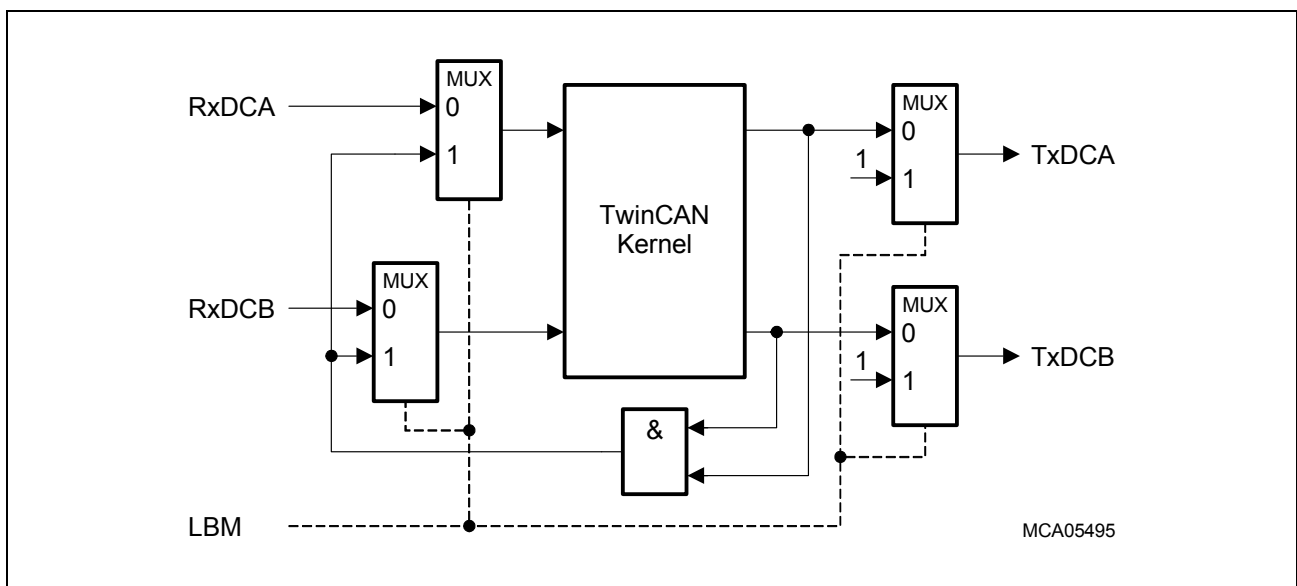 MUX
RxDCA
0
1
TwinCAN
Kernel
MUX
0
1
1
TxDCA
MUX
RxDCB
0
1
MUX
0
1
1
TxDCB
&
LBM
MCA05495